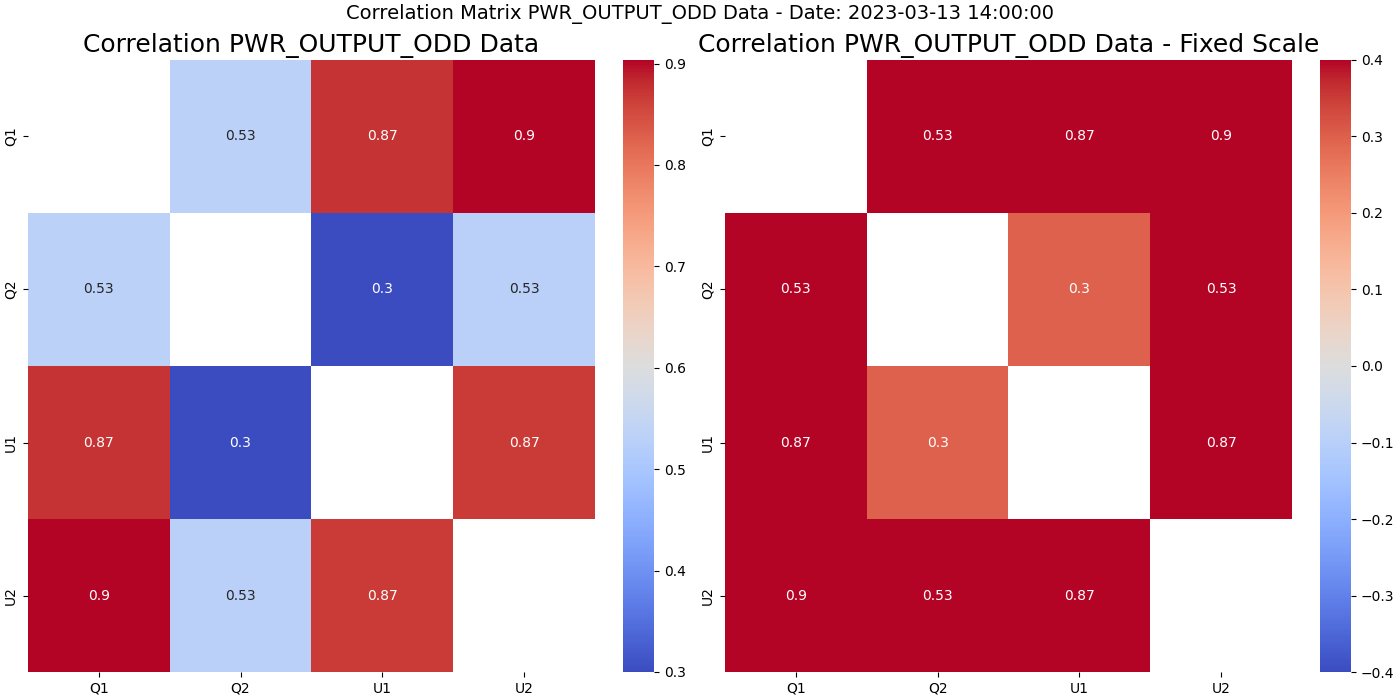 Correlation Matrix PWR_OUTPUT_ODD Data - Date: 2023-03-13 14:00:00
Correlation PWR_OUTPUT_ODD Data
Q1
0.53
0.87
0.9
Q2
0.53
0.3
0.53
U1
0.87
0.3
0.87
U2
0.9
0.53
0.87
Q1
Q2
U1
U2
0.9
0.8
0.7
0.6
0.5
0.4
0.3
Correlation PWR_OUTPUT_ODD Data - Fixed Scale
Q1
0.53
0.87
0.9
Q2
0.53
0.3
0.53
U1
0.87
0.3
0.87
U2
0.9
0.53
0.87
Q1
Q2
U1
U2
0.4
0.3
0.2
0.1
0.0
−0.1
−0.2
−0.3
−0.4